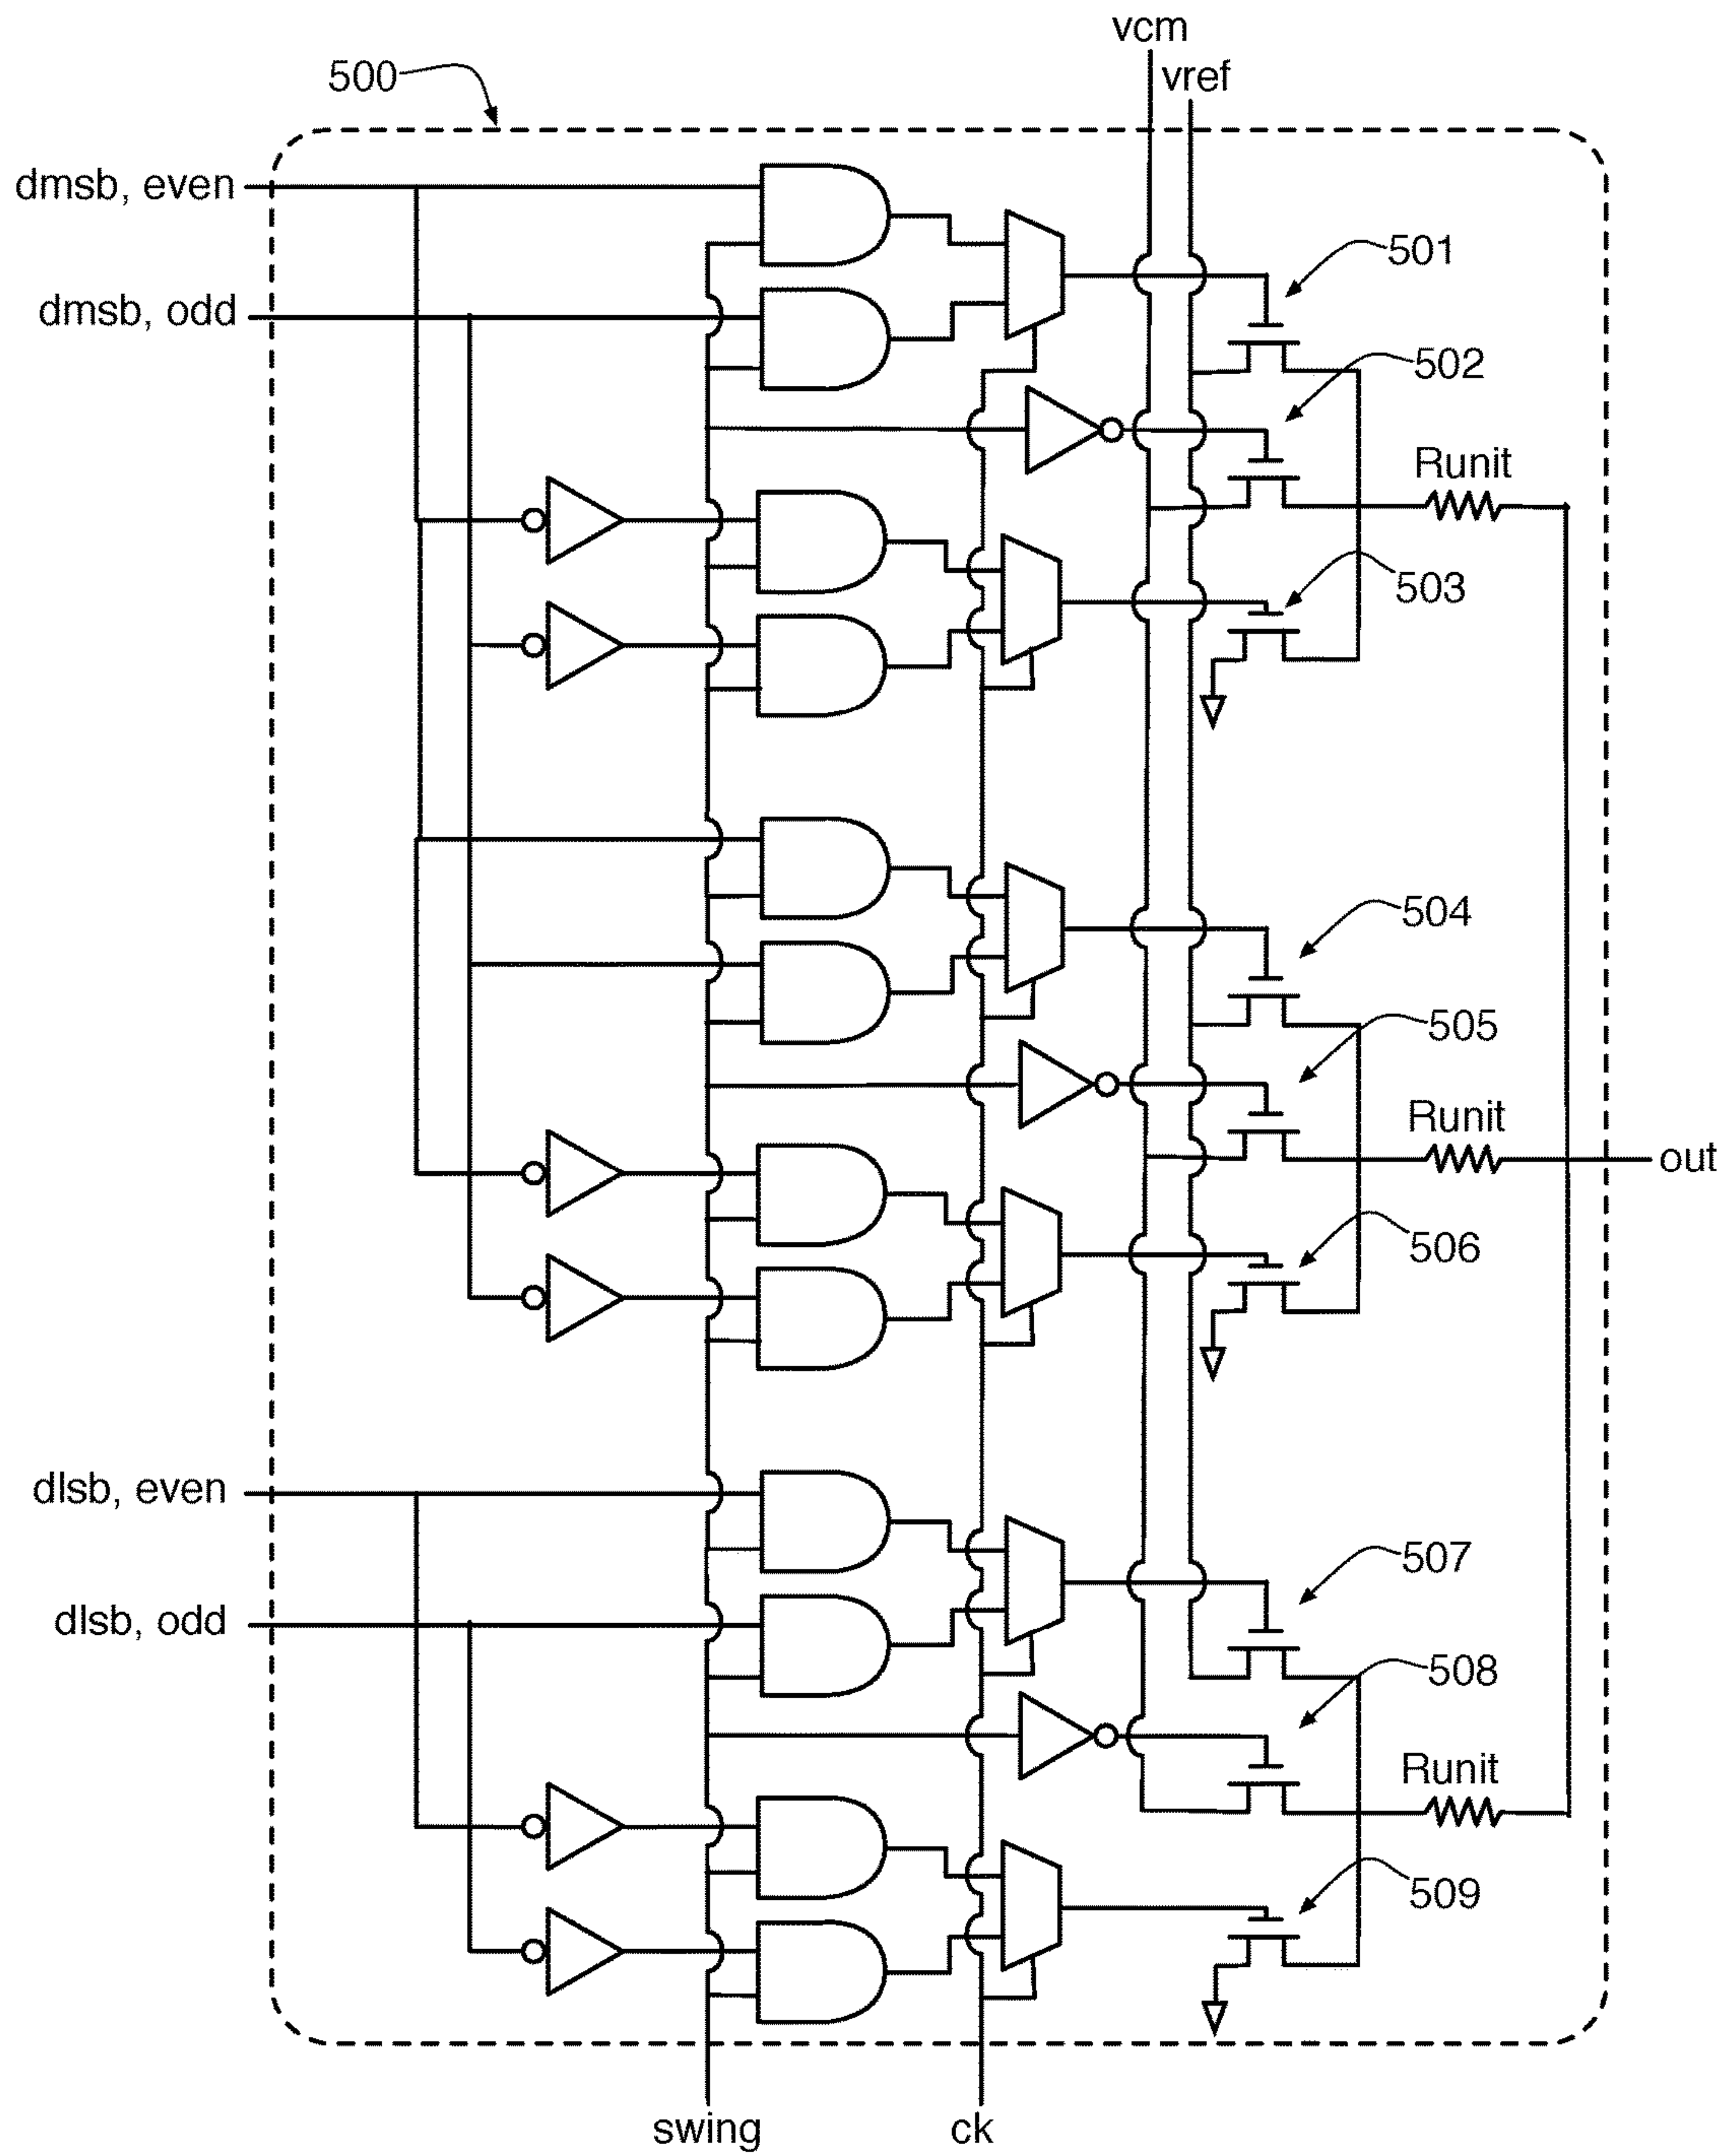 vcm
vref
500
dmsb, even
501
dmsb, odd
502
Runit
503
504
505
Runit
out
506
dlsb, even
507
dlsb, odd
508
Runit
509
swing
ck